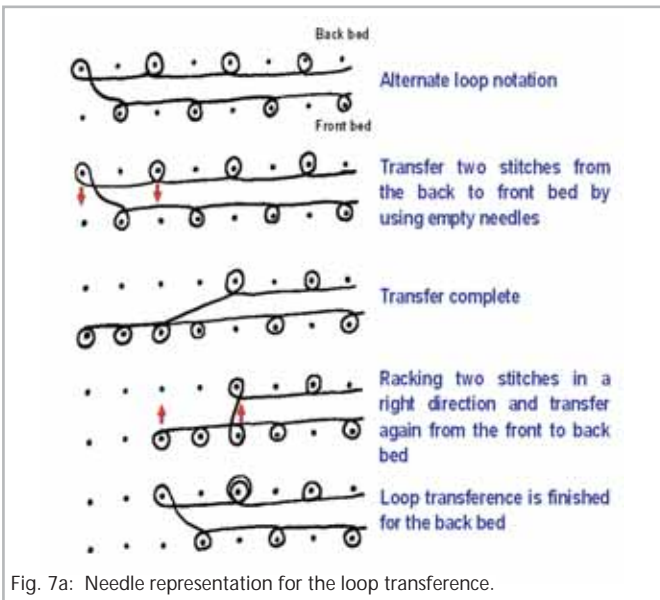 Back bed
Alternate loop notation
Front bed
Transfer two stitches from
the back to front bed by
using empty needles
Transfer complete
Racking two stitches in a
right direction and transfer
again from the front to back
bed
Loop transference is finished
for the back bed
Fig. 7a: Needle representation for the loop transference.